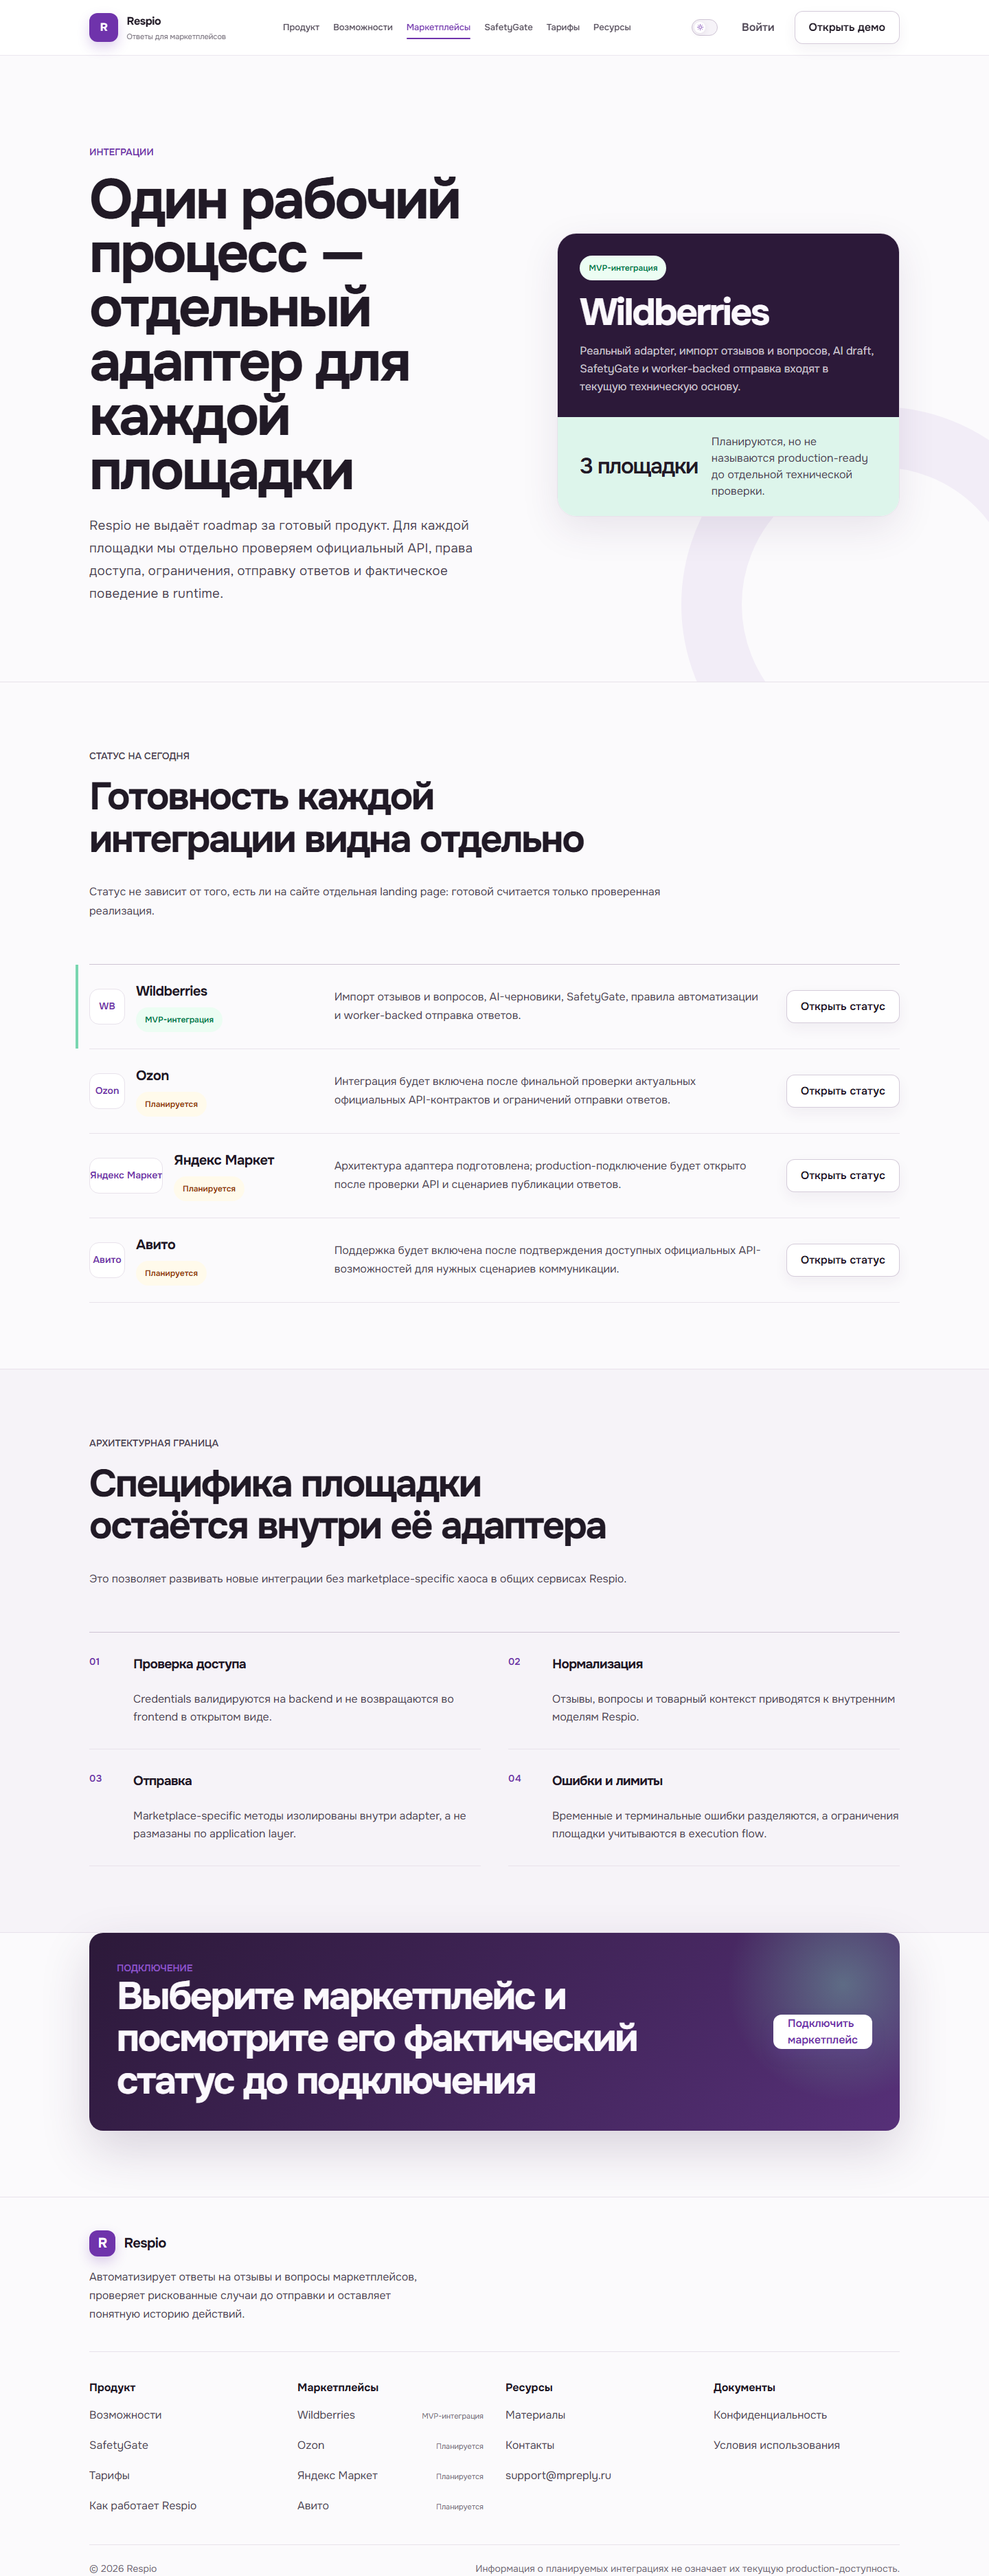 R
Respio
Ответы для маркетплейсов
Продукт
Возможности
Маркетплейсы
SafetyGate
Тарифы
Ресурсы
Войти
Открыть демо
ИНТЕГРАЦИИ
Один рабочий
процесс —
отдельный
адаптер для
каждой
площадки
Respio не выдаёт roadmap за готовый продукт. Для каждой
площадки мы отдельно проверяем официальный API, права
доступа, ограничения, отправку ответов и фактическое
поведение в runtime.
MVP-интеграция
Wildberries
Реальный adapter, импорт отзывов и вопросов, AI draft,
SafetyGate и worker-backed отправка входят в
текущую техническую основу.
3 площадки
Планируются, но не
называются production-ready
до отдельной технической
проверки.
СТАТУС НА СЕГОДНЯ
Готовность каждой
интеграции видна отдельно
Статус не зависит от того, есть ли на сайте отдельная landing page: готовой считается только проверенная
реализация.
WB
Wildberries
MVP-интеграция
Импорт отзывов и вопросов, AI-черновики, SafetyGate, правила автоматизации
и worker-backed отправка ответов.
Открыть статус
Ozon
Ozon
Планируется
Интеграция будет включена после финальной проверки актуальных
официальных API-контрактов и ограничений отправки ответов.
Открыть статус
Яндекс Маркет
Яндекс Маркет
Планируется
Архитектура адаптера подготовлена; production-подключение будет открыто
после проверки API и сценариев публикации ответов.
Открыть статус
Авито
Авито
Планируется
Поддержка будет включена после подтверждения доступных официальных API-
возможностей для нужных сценариев коммуникации.
Открыть статус
АРХИТЕКТУРНАЯ ГРАНИЦА
Специфика площадки
остаётся внутри её адаптера
Это позволяет развивать новые интеграции без marketplace-specific хаоса в общих сервисах Respio.
01
Проверка доступа
Credentials валидируются на backend и не возвращаются во
frontend в открытом виде.
02
Нормализация
Отзывы, вопросы и товарный контекст приводятся к внутренним
моделям Respio.
03
Отправка
Marketplace-specific методы изолированы внутри adapter, а не
размазаны по application layer.
04
Ошибки и лимиты
Временные и терминальные ошибки разделяются, а ограничения
площадки учитываются в execution flow.
ПОДКЛЮЧЕНИЕ
Выберите маркетплейс и
посмотрите его фактический
статус до подключения
Подключить
маркетплейс
R
Respio
Автоматизирует ответы на отзывы и вопросы маркетплейсов,
проверяет рискованные случаи до отправки и оставляет
понятную историю действий.
Продукт
Возможности
SafetyGate
Тарифы
Как работает Respio
Маркетплейсы
Wildberries
MVP-интеграция
Ozon
Планируется
Яндекс Маркет
Планируется
Авито
Планируется
Ресурсы
Материалы
Контакты
support@mpreply.ru
Документы
Конфиденциальность
Условия использования
© 2026 Respio
Информация о планируемых интеграциях не означает их текущую production-доступность.